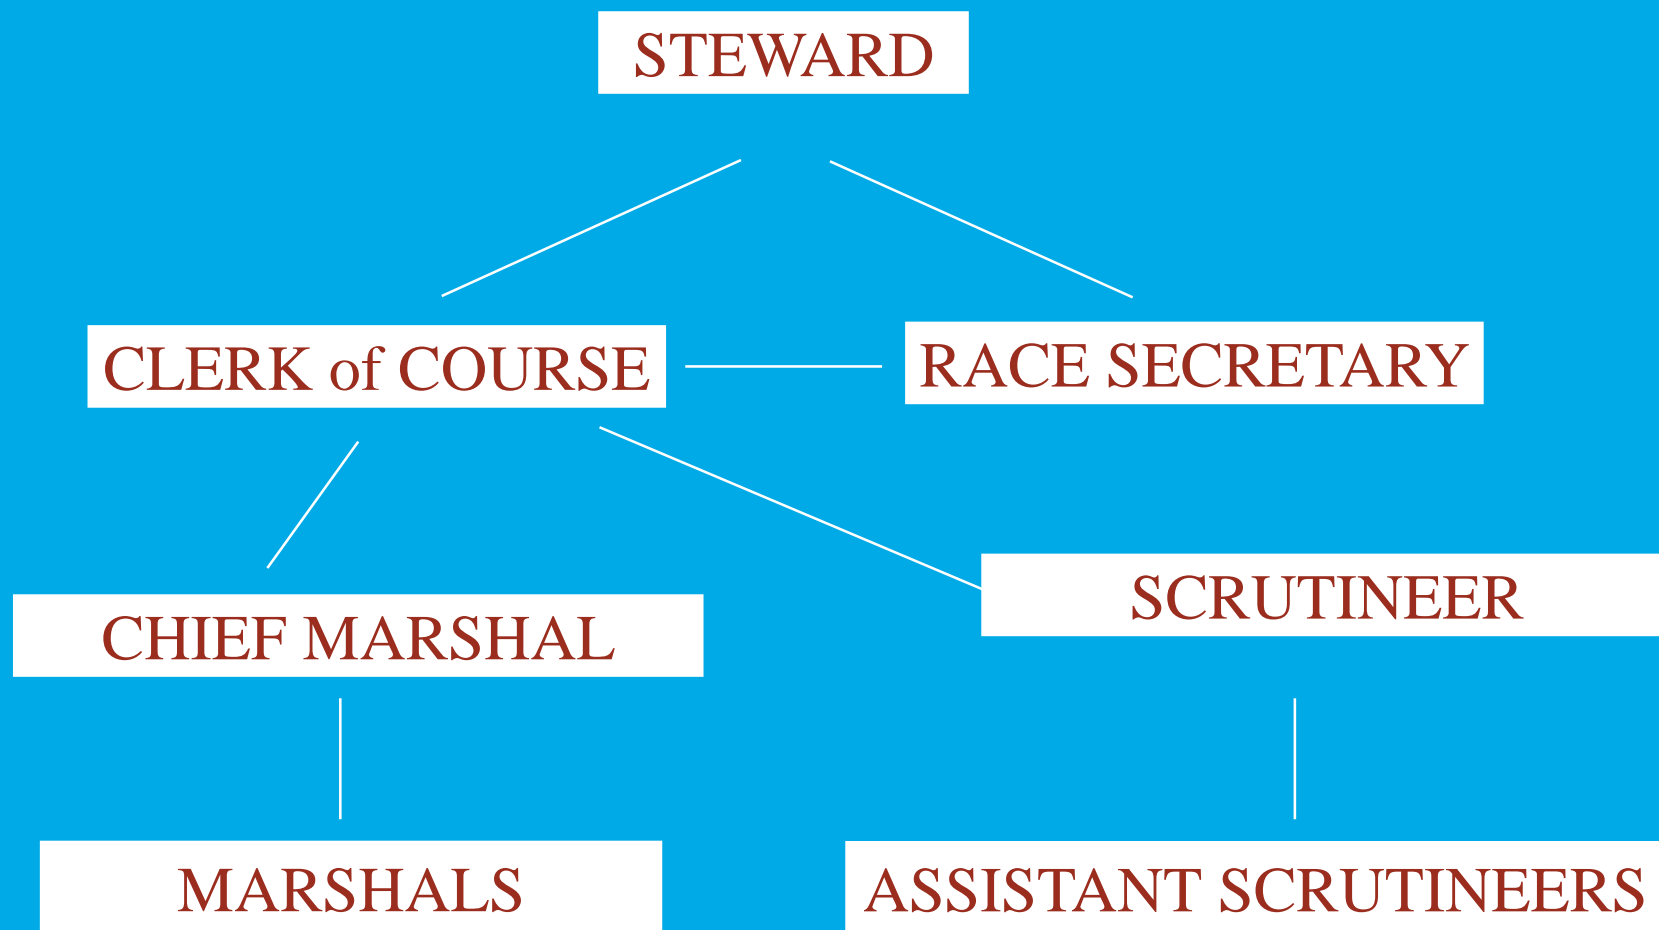 STEWARD
CLERK of COURSE
RACE SECRETARY
CHIEF MARSHAL
SCRUTINEER
MARSHALS
ASSISTANT SCRUTINEERS